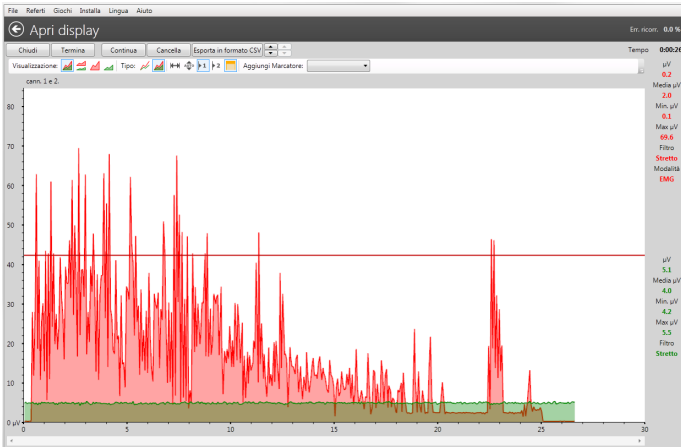 File Referti Giochi Installa Lingua Aiuto
Apri display
Err. ricorr. 0.0 %
Chiudi Termina Continua Cancella Esporta in formato CSV
Tempo 0:00:26
Visualizzazione: Tipo: 1 2 Aggiungi Marcatore:
cann. 1 e 2.
µV
0.2
Media µV
2.0
Min. µV
0.1
Max µV
69.6
Filtro
Stretto
Modalità
EMG
µV
5.1
Media µV
4.0
Min. µV
4.2
Max µV
5.5
Filtro
Stretto
80
70
60
50
40
30
20
10
0 µV
0 5 10 15 20 25 30